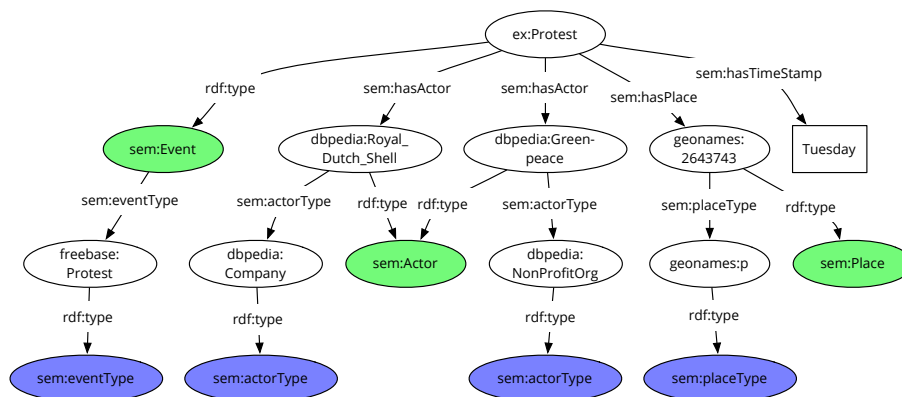 ex:Protest
rdf:type
sem:hasActor
sem:hasActor
sem:hasPlace
sem:hasTimeStamp
sem:Event
dbpedia:Royal_
Dutch_Shell
dbpedia:Green-
peace
geonames:
2643743
Tuesday
sem:eventType
sem:actorType
rdf:type
rdf:type
sem:actorType
sem:placeType
rdf:type
freebase:
Protest
dbpedia:
Company
sem:Actor
dbpedia:
NonProfitOrg
geonames:p
sem:Place
rdf:type
rdf:type
rdf:type
rdf:type
sem:eventType
sem:actorType
sem:actorType
sem:placeType